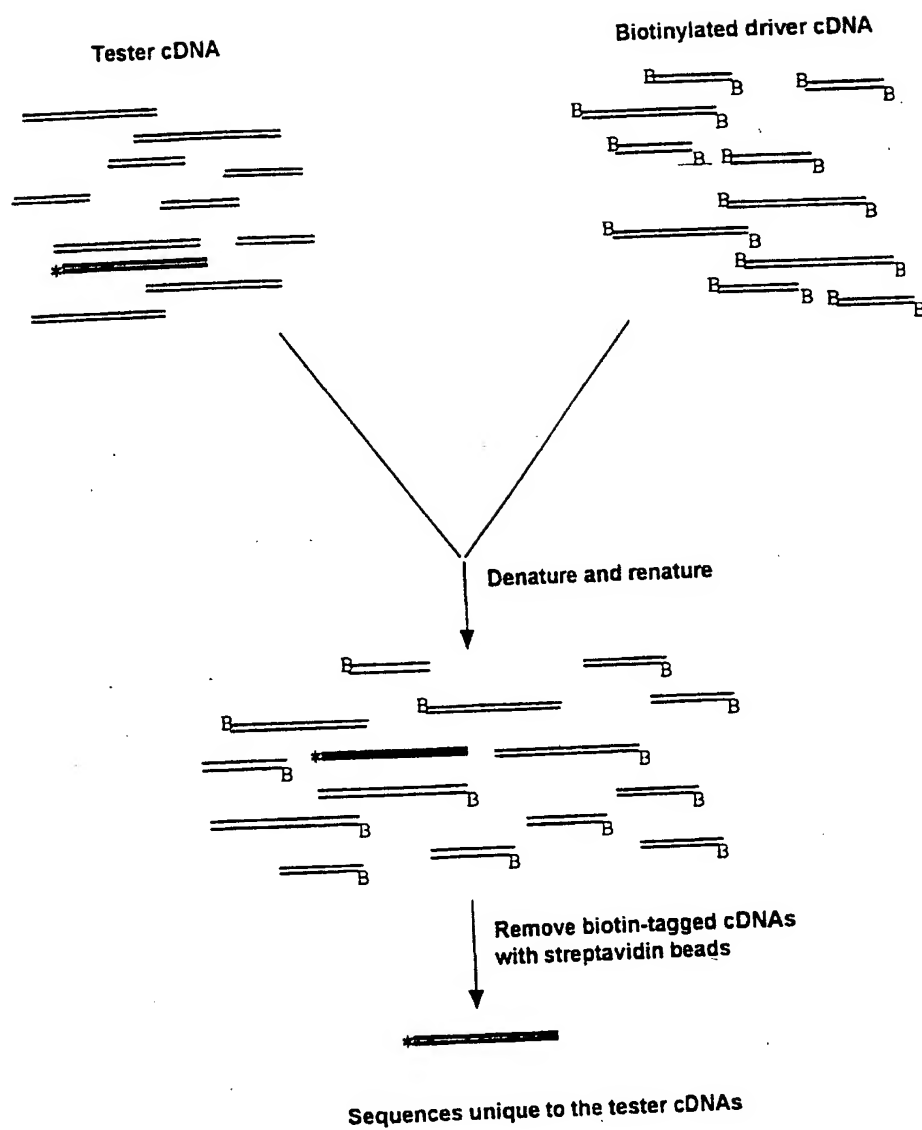 Tester cDNA
Biotinylated driver cDNA
B B B B
B B
B B B B
B B
B B
B B
B B B B
*
Denature and renature
B B
B B B
* B B
B B
B B
B B B
Remove biotin-tagged cDNAs
with streptavidin beads
*
Sequences unique to the tester cDNAs